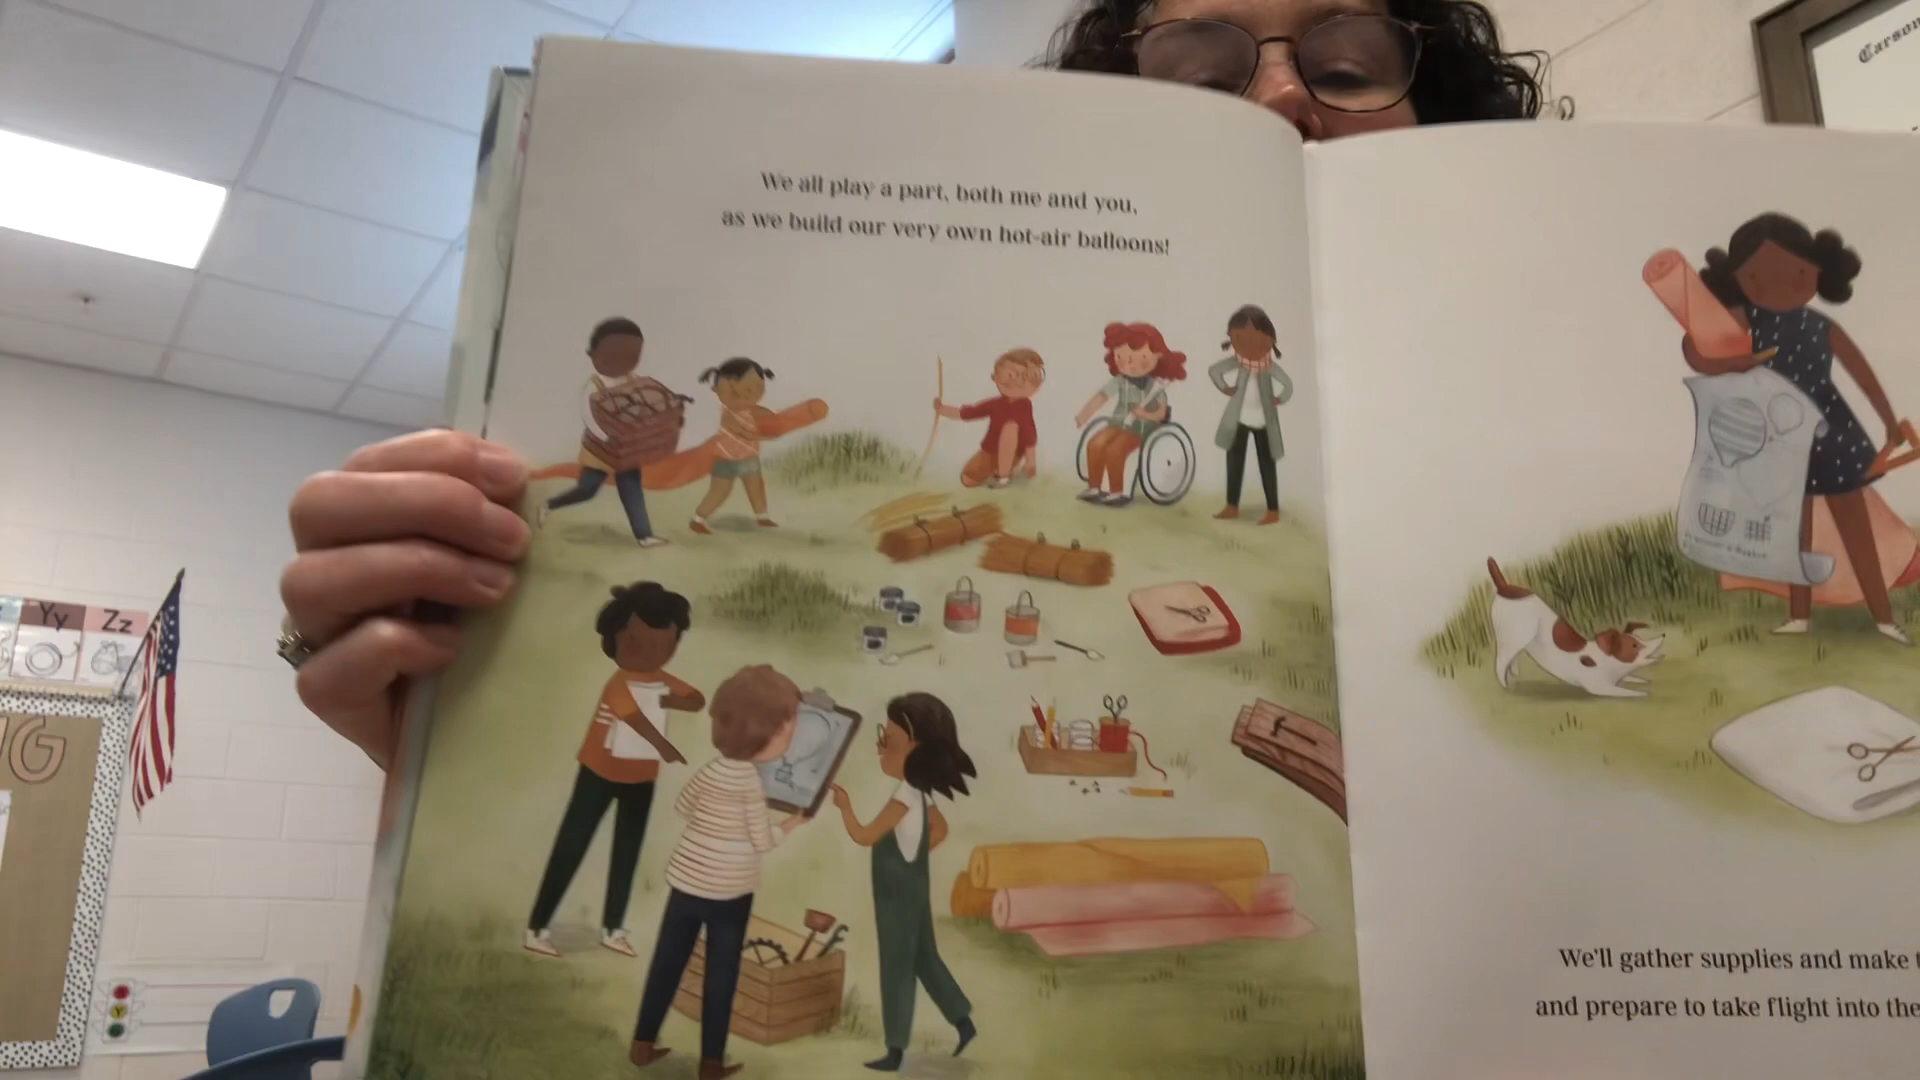 We all play a part, both me and you,
as we build our very own hot-air balloons!
We'll gather supplies and make
and prepare to take flight into the
Carson
Yy
Zz
G
Y